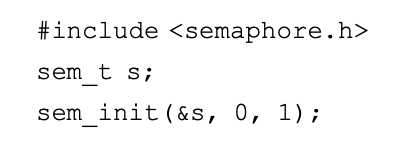 #include <semaphore.h>
sem_t s;
sem_init(&s, 0, 1);